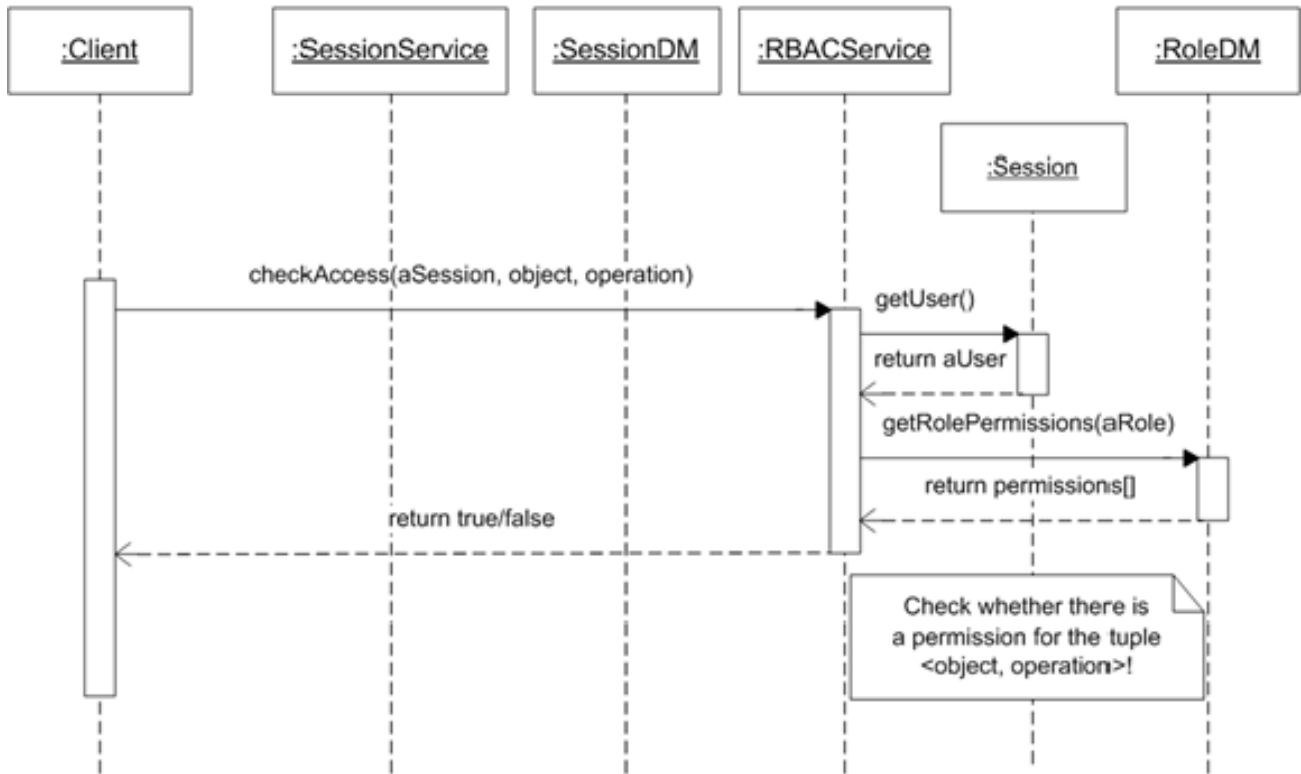 :Client
:SessionService
:SessionDM
:RBACService
:RoleDM
:Session
checkAccess(aSession, object, operation)
getUser()
return aUser
getRolePermissions(aRole)
return permissions[]
return true/false
Check whether there is
a permission for the tuple
<object, operation>!